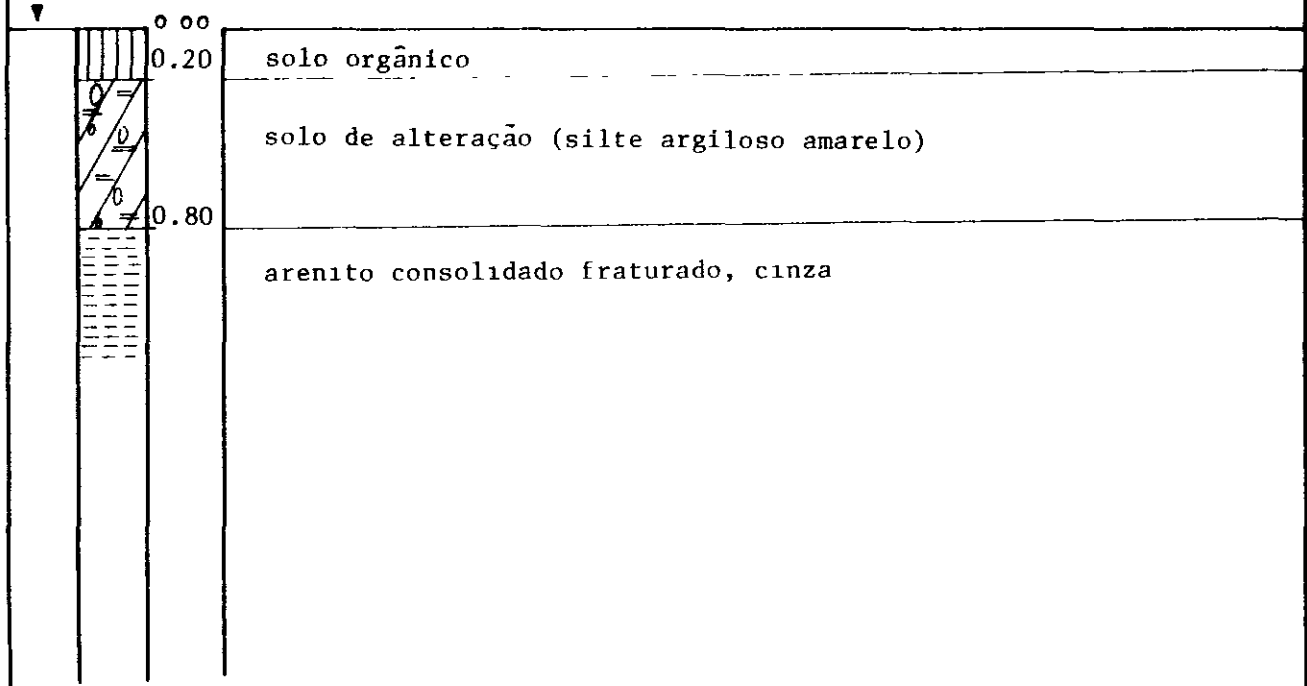 0 00
0.20 solo orgânico
solo de alteração (silte argiloso amarelo)
0.80
arenito consolidado fraturado, cinza